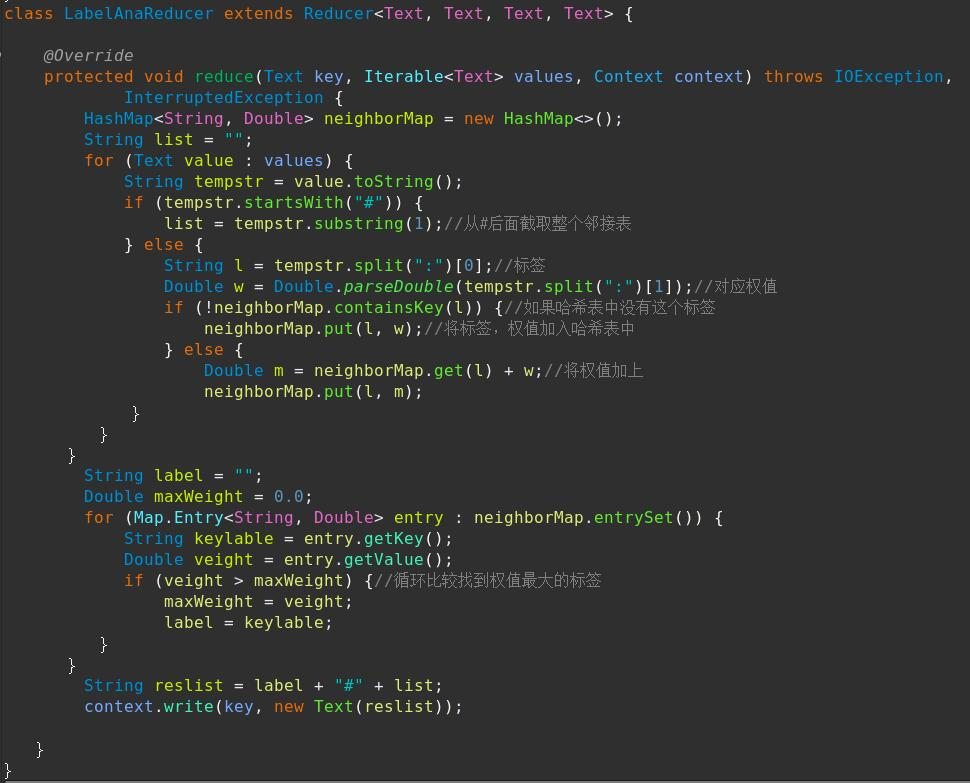 class LabelAnaReducer extends Reducer<Text, Text, Text, Text> {
@Override
protected void reduce(Text key, Iterable<Text> values, Context context) throws IOException,
InterruptedException {
HashMap<String, Double> neighborMap = new HashMap<>();
String list = "";
for (Text value : values) {
String tempstr = value.toString();
if (tempstr.startsWith("#")) {
list = tempstr.substring(1);//从#后面截取整个邻接表
} else {
String l = tempstr.split(":")[0];//标签
Double w = Double.parseDouble(tempstr.split(":")[1]);//对应权值
if (!neighborMap.containsKey(l)) {//如果哈希表中没有这个标签
neighborMap.put(l, w);//将标签，权值加入哈希表中
} else {
Double m = neighborMap.get(l) + w;//将权值加上
neighborMap.put(l, m);
}
}
}
String label = "";
Double maxWeight = 0.0;
for (Map.Entry<String, Double> entry : neighborMap.entrySet()) {
String keylable = entry.getKey();
Double veight = entry.getValue();
if (veight > maxWeight) {//循环比较找到权值最大的标签
maxWeight = veight;
label = keylable;
}
}
String reslist = label + "#" + list;
context.write(key, new Text(reslist));
}
}